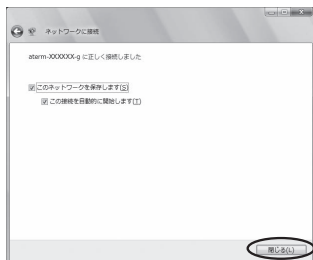 ネットワークに接続
aterm-XXXXXX-g に正しく接続しました
このネットワークを保存します(S)
この接続を自動的に開始します(T)
閉じる(L)